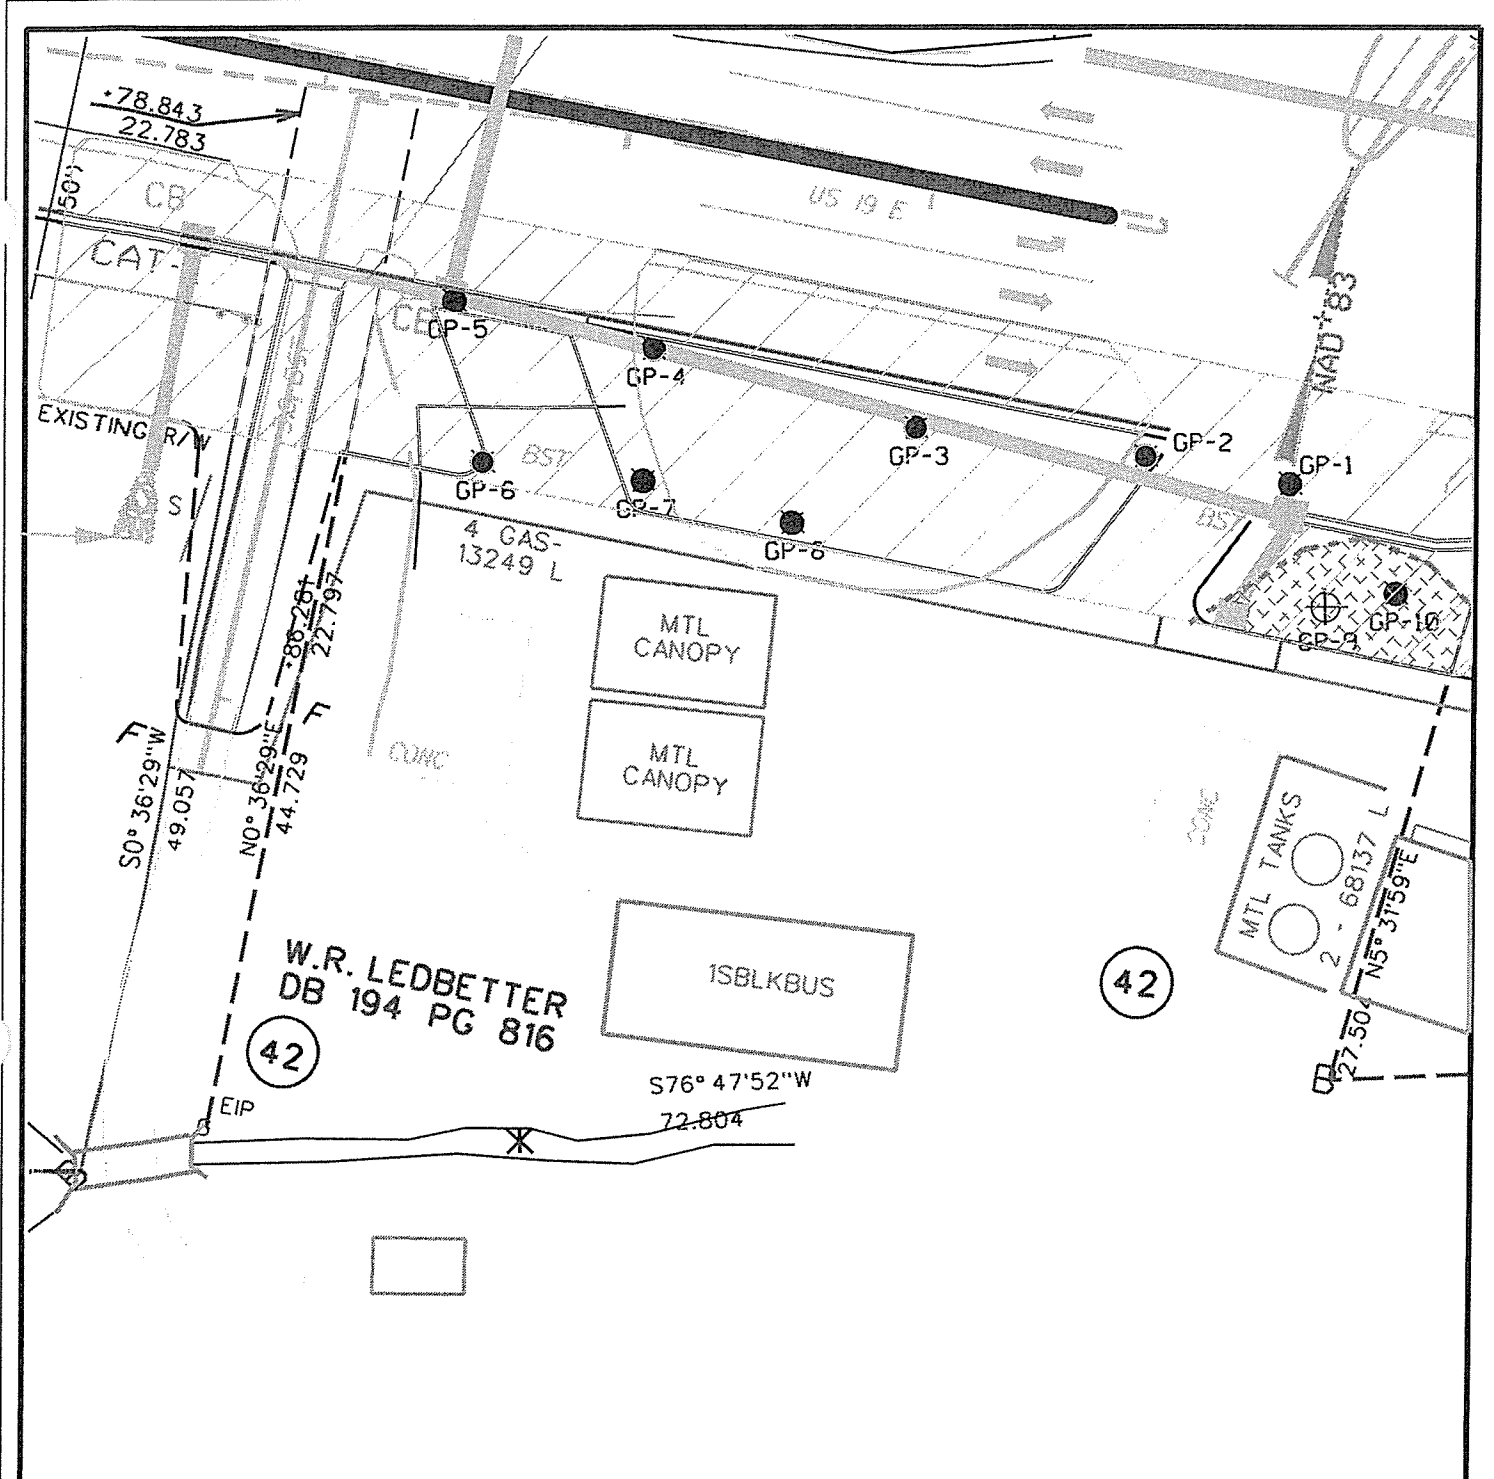 +78.843
22.783
50')
CB
US 19 E
CAT-
NAD 83
CB
GP-5
GP-4
EXISTING R/W
GP-3
GP-2
GP-1
BST
GP-6
GP-7
GP-8
BST
S
4 GAS-
13249 L
+86.281
22.797
GP-10
GP-9
MTL
CANOPY
F
F
S0° 36'29"W
49.057
N0° 36'29"E
44.729
CONC
MTL
CANOPY
CONC
MTL TANKS
2 - 68137 L
N5° 31'59"E
27.504
W.R. LEDBETTER
DB 194 PG 816
42
1SBLKBUS
42
S76° 47'52"W
72.804
EIP